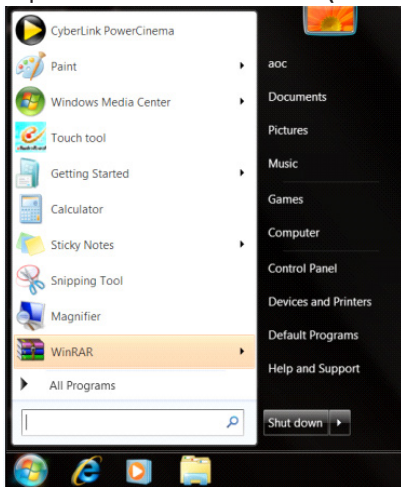 CyberLink PowerCinema
Paint
Windows Media Center
Touch tool
Getting Started
Calculator
Sticky Notes
Snipping Tool
Magnifier
WinRAR
All Programs
aoc
Documents
Pictures
Music
Games
Computer
Control Panel
Devices and Printers
Default Programs
Help and Support
Shut down